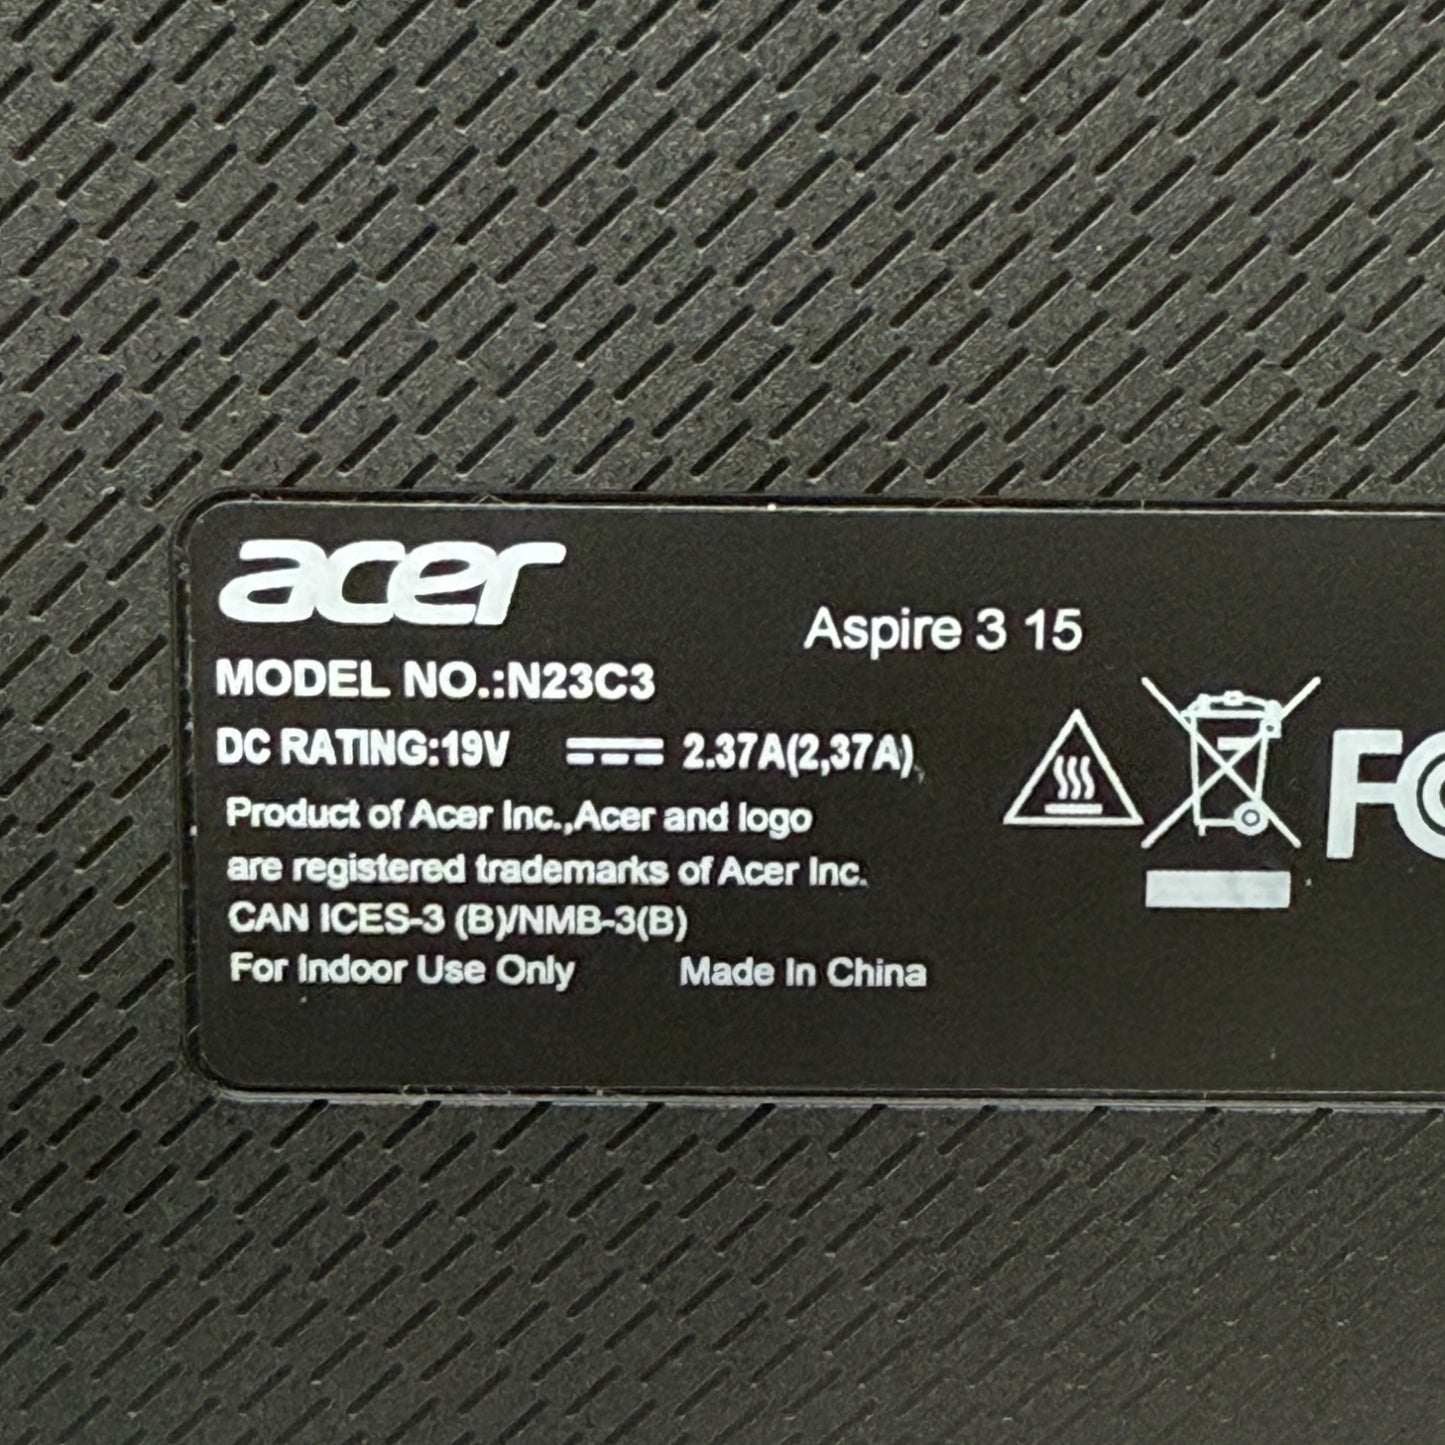 acer
Aspire 3 15
MODEL NO.:N23C3
DC RATING:19V ⎓ 2.37A(2,37A)
Product of Acer Inc.,Acer and logo
are registered trademarks of Acer Inc.
CAN ICES-3 (B)/NMB-3(B)
For Indoor Use Only Made In China
FC